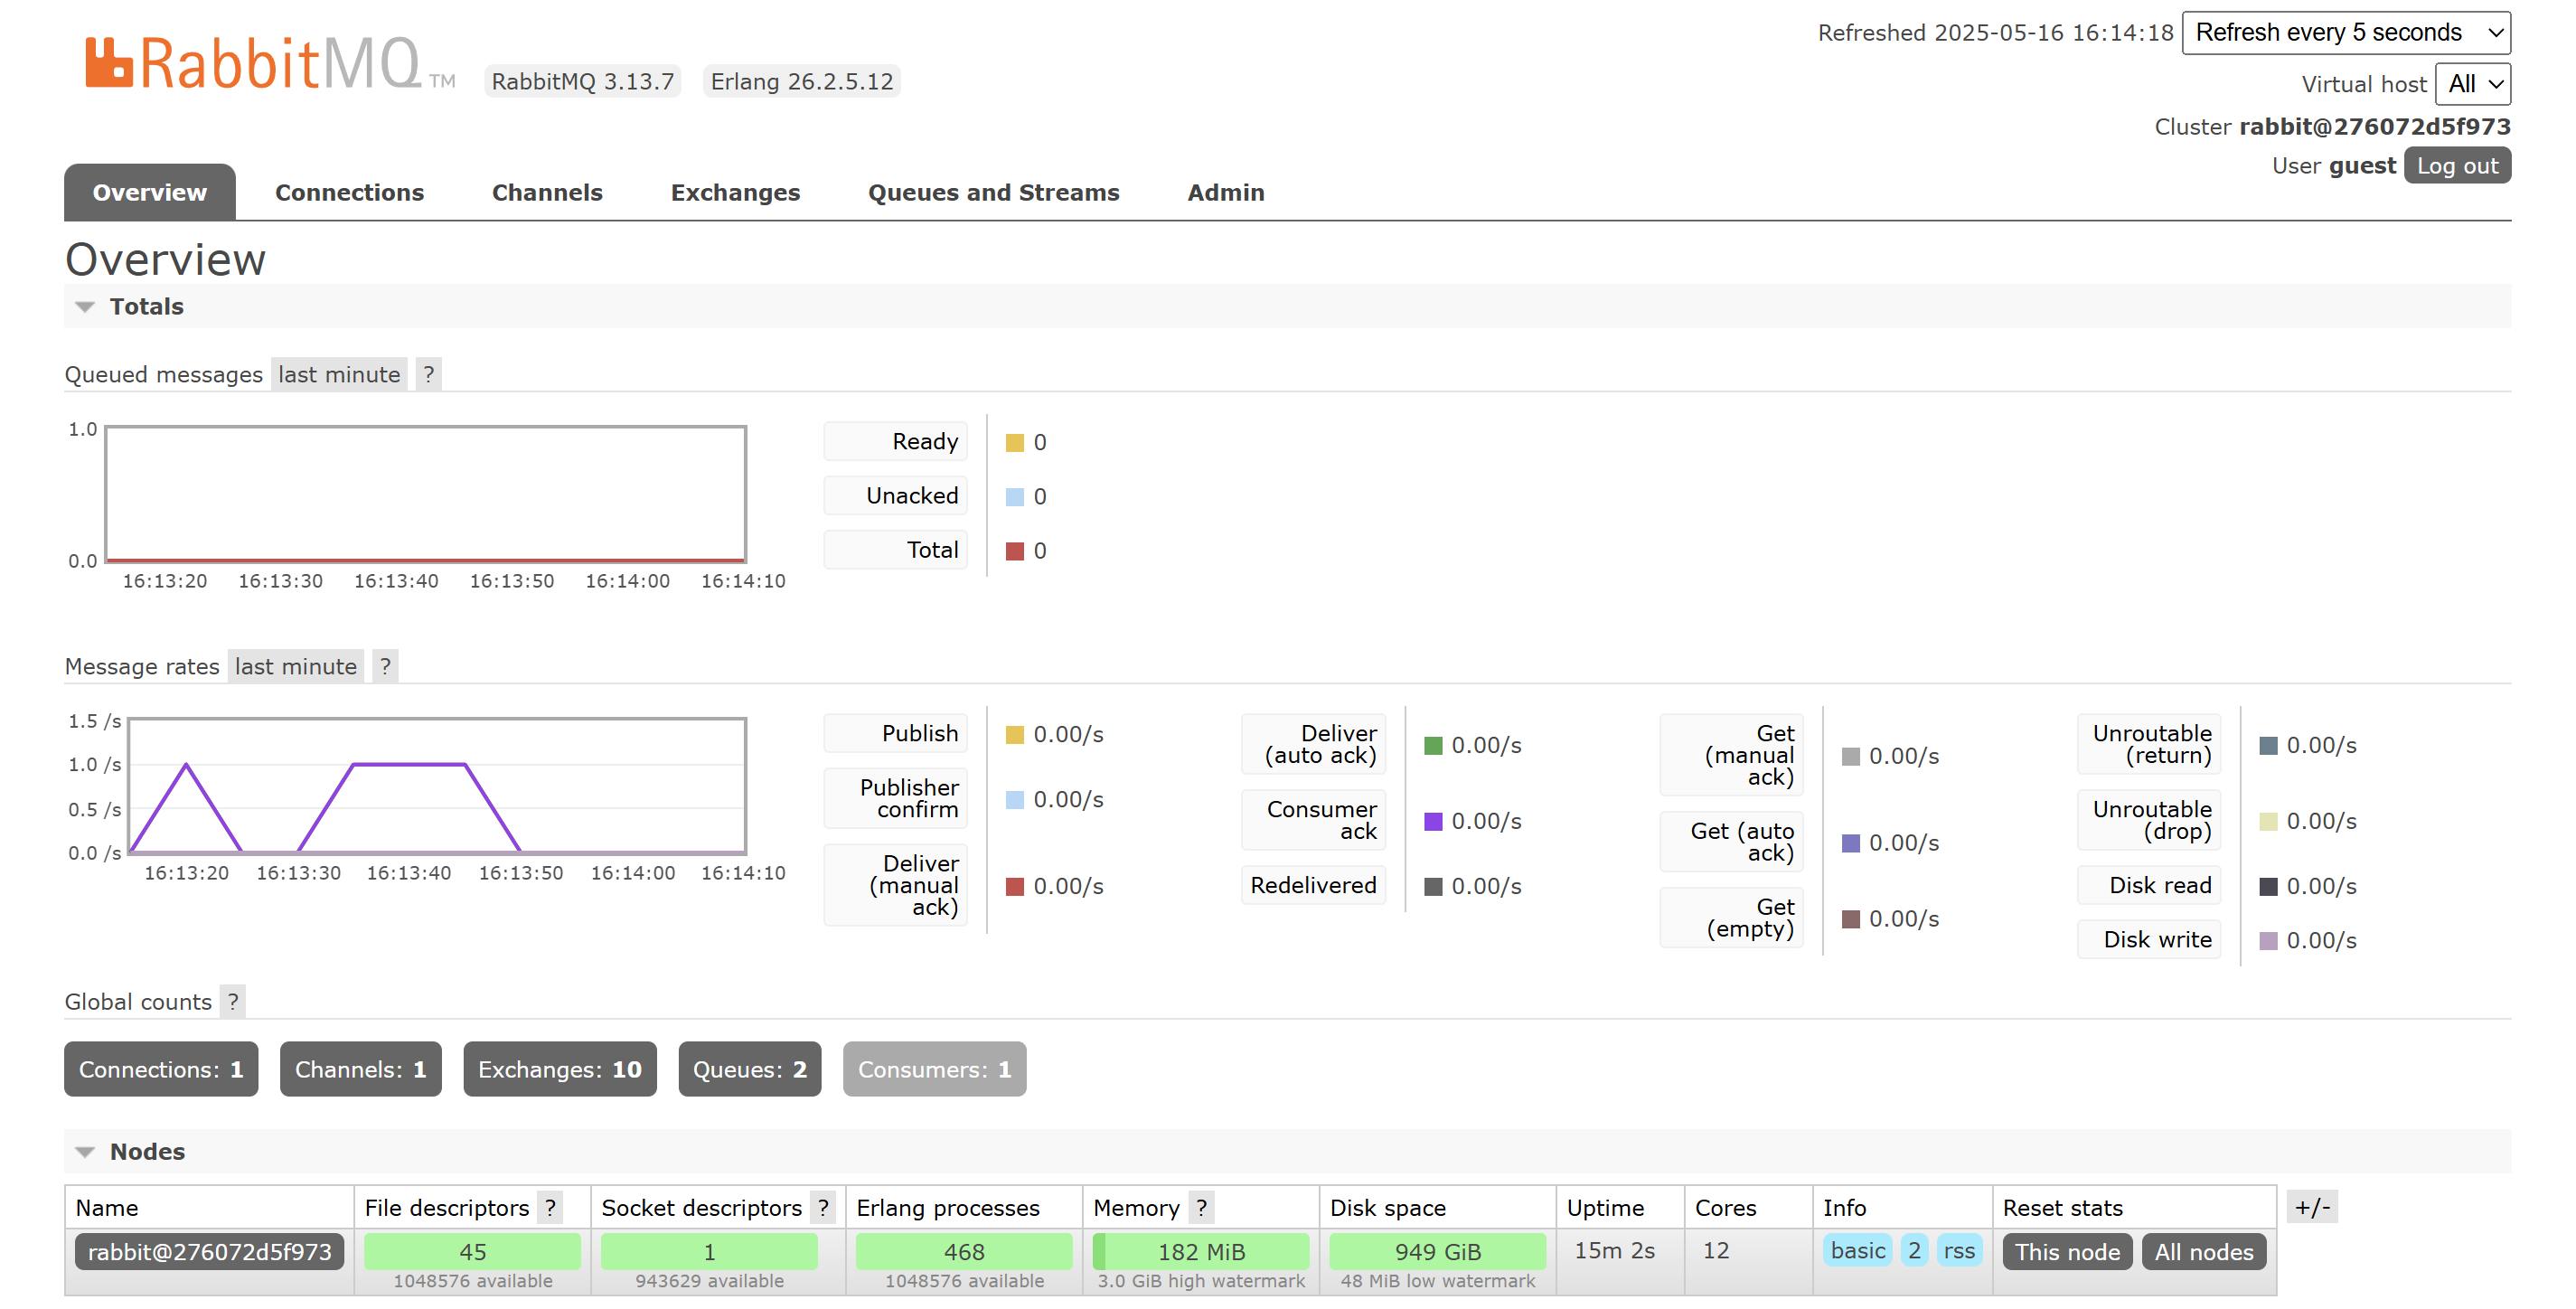 RabbitMQ TM RabbitMQ 3.13.7 Erlang 26.2.5.12
Refreshed 2025-05-16 16:14:18 Refresh every 5 seconds
Virtual host All
Cluster rabbit@276072d5f973
User guest Log out
Overview Connections Channels Exchanges Queues and Streams Admin
Overview
Totals
Queued messages last minute ?
1.0
0.0
16:13:20 16:13:30 16:13:40 16:13:50 16:14:00 16:14:10
Ready 0
Unacked 0
Total 0
Message rates last minute ?
1.5 /s
1.0 /s
0.5 /s
0.0 /s
16:13:20 16:13:30 16:13:40 16:13:50 16:14:00 16:14:10
Publish 0.00/s
Publisher
confirm 0.00/s
Deliver
(manual
ack) 0.00/s
Deliver
(auto ack) 0.00/s
Consumer
ack 0.00/s
Redelivered 0.00/s
Get
(manual
ack) 0.00/s
Get (auto
ack) 0.00/s
Get
(empty) 0.00/s
Unroutable
(return) 0.00/s
Unroutable
(drop) 0.00/s
Disk read 0.00/s
Disk write 0.00/s
Global counts ?
Connections: 1 Channels: 1 Exchanges: 10 Queues: 2 Consumers: 1
Nodes
Name File descriptors ? Socket descriptors ? Erlang processes Memory ? Disk space Uptime Cores Info Reset stats +/-
rabbit@276072d5f973 45 1 468 182 MiB 949 GiB 15m 2s 12 basic 2 rss This node All nodes
1048576 available 943629 available 1048576 available 3.0 GiB high watermark 48 MiB low watermark